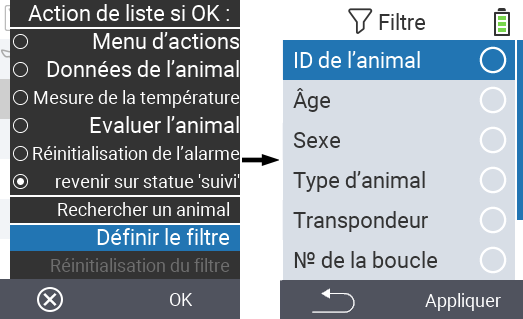 Action de liste si OK :
Menu d'actions
Données de l'animal
Mesure de la température
Evaluer l'animal
Réinitialisation de l'alarme
revenir sur statue 'suivi'
Rechercher un animal
Définir le filtre
Réinitialisation du filtre
OK
Filtre
ID de l'animal
Âge
Sexe
Type d'animal
Transpondeur
№ de la boucle
Appliquer